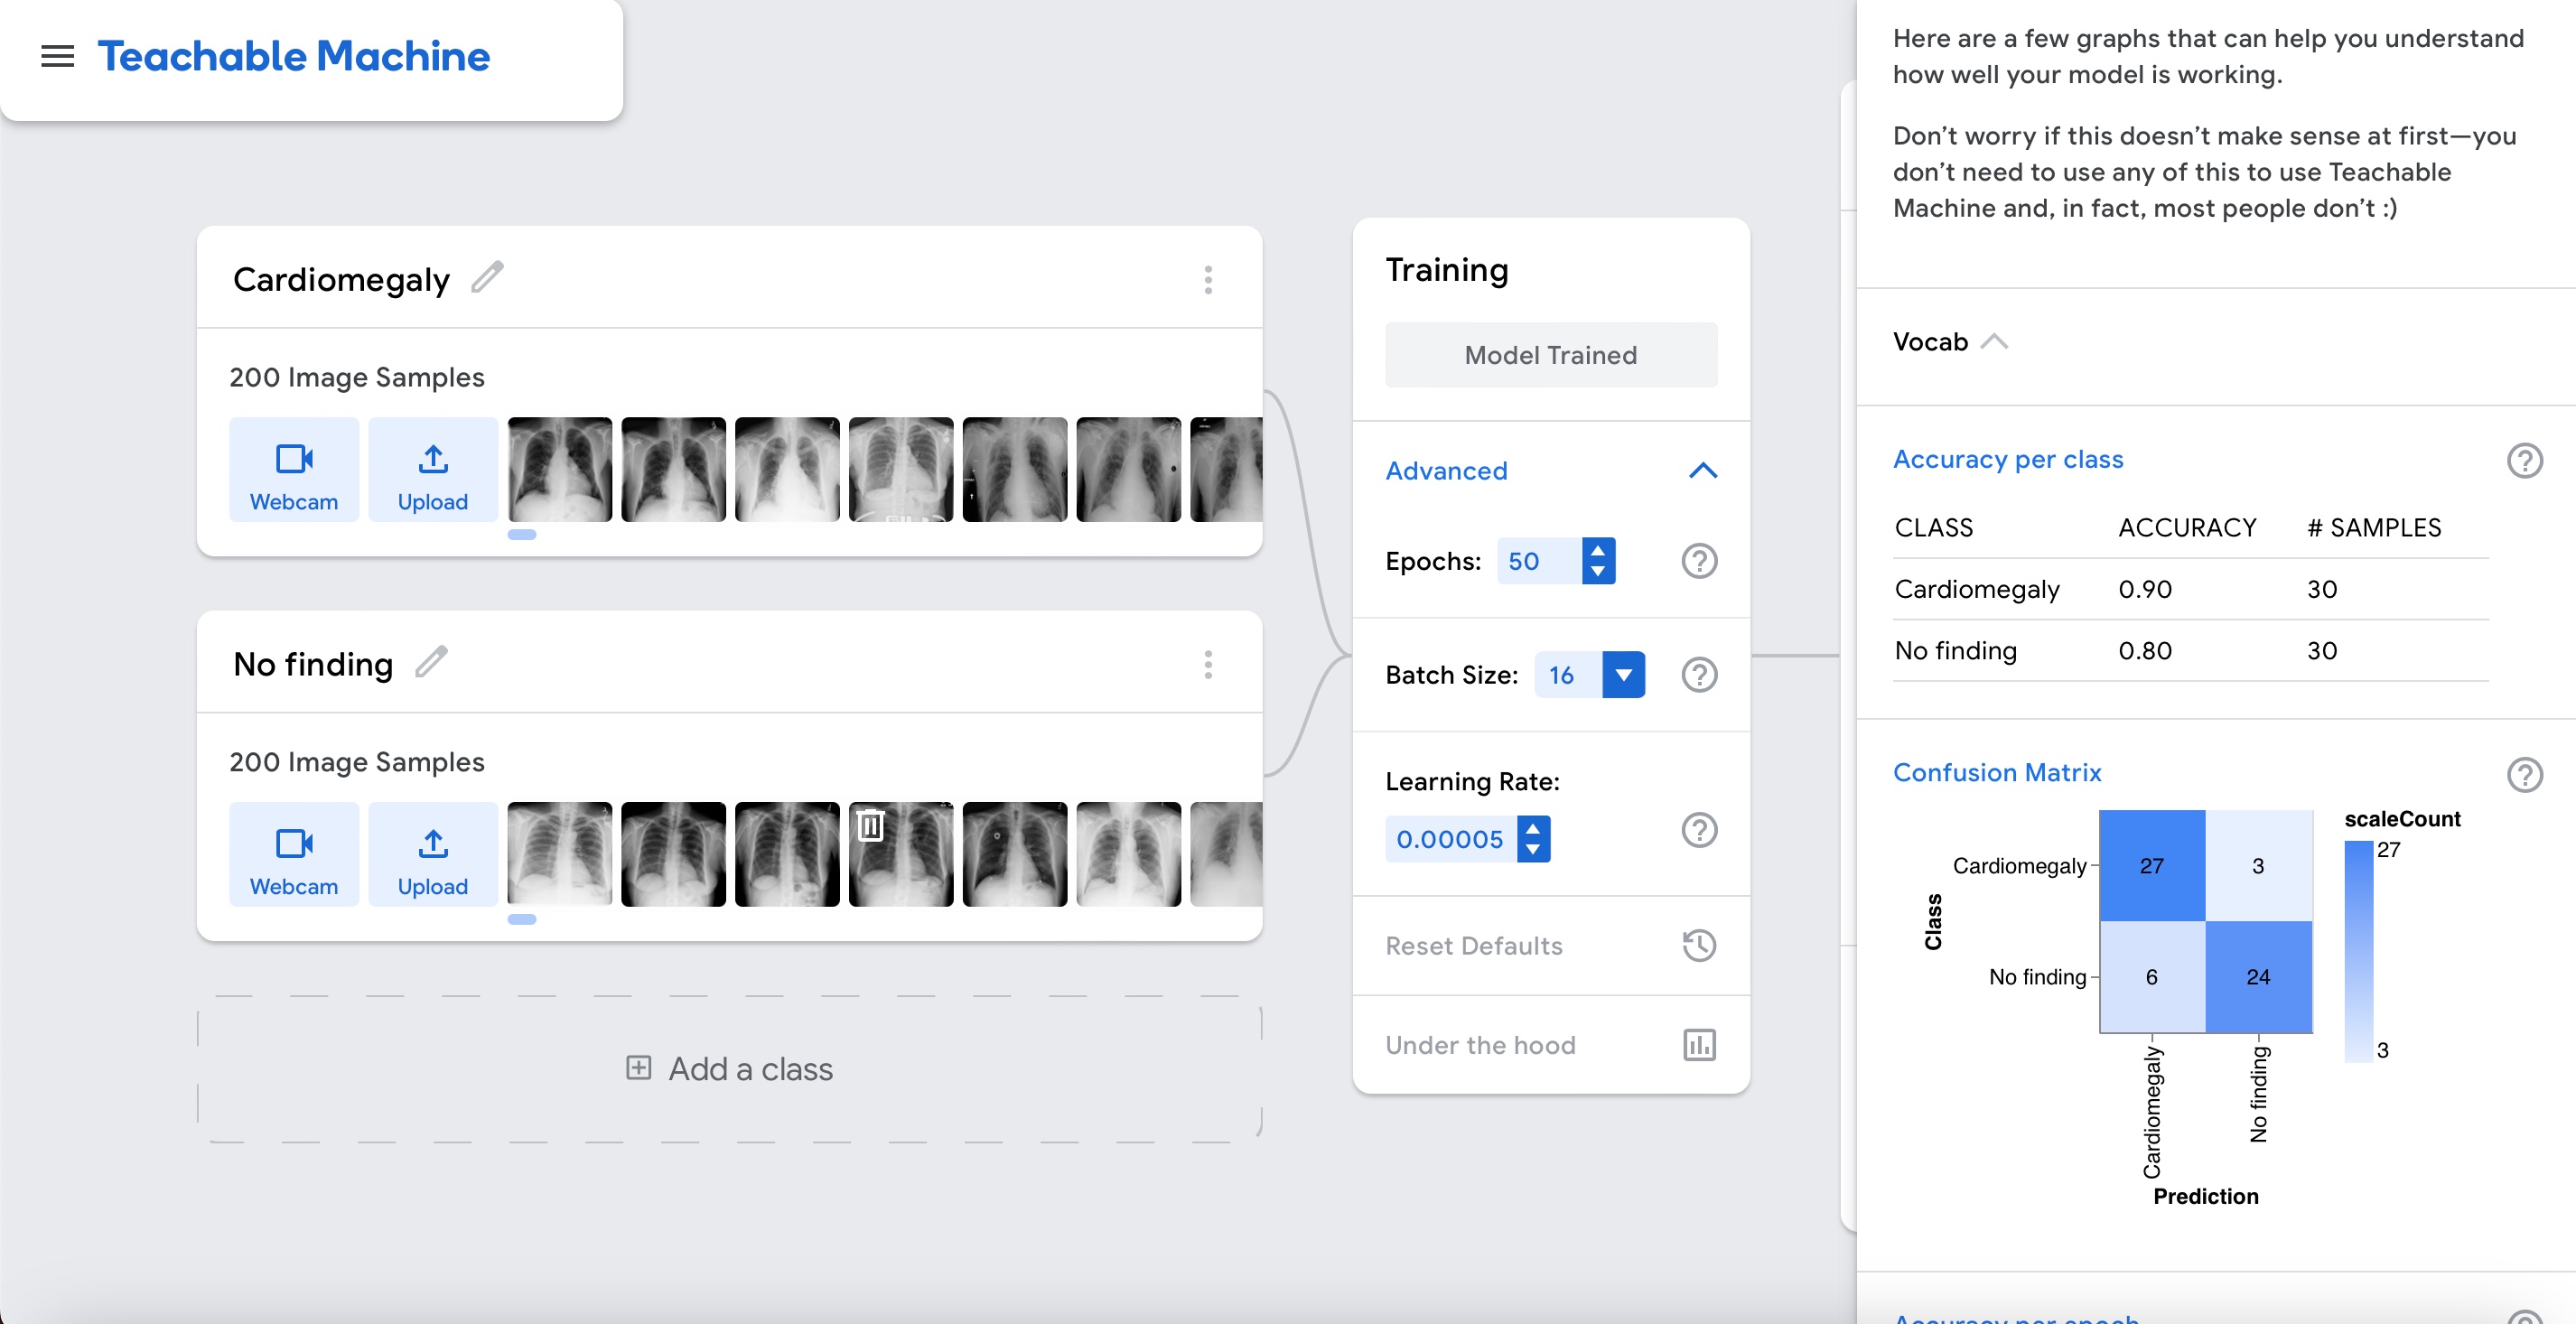 Teachable Machine
Cardiomegaly
200 Image Samples
Webcam
Upload
No finding
200 Image Samples
Webcam
Upload
Add a class
Training
Model Trained
Advanced
Epochs: 50
Batch Size: 16
Learning Rate:
0.00005
Reset Defaults
Under the hood
Here are a few graphs that can help you understand
how well your model is working.
Don’t worry if this doesn’t make sense at first—you
don’t need to use any of this to use Teachable
Machine and, in fact, most people don’t :)
Vocab
Accuracy per class
CLASS ACCURACY # SAMPLES
Cardiomegaly 0.90 30
No finding 0.80 30
Confusion Matrix
scaleCount
27
3
Class
Cardiomegaly 27 3
No finding 6 24
Cardiomegaly
No finding
Prediction
Accuracy per epoch